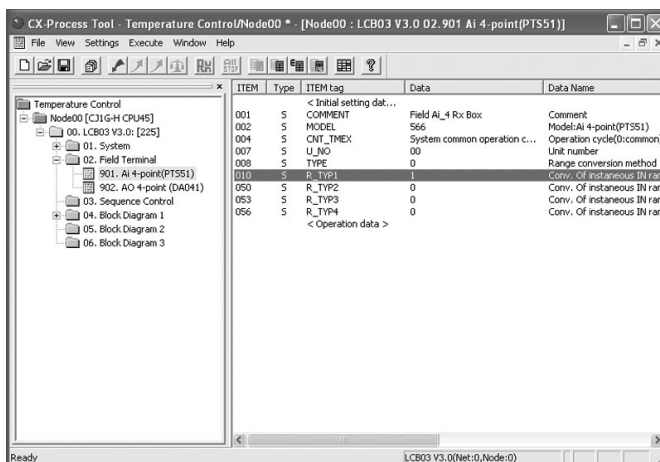 CX-Process Tool - Temperature Control/Node00 * - [Node00 : LCB03 V3.0 02.901 Ai 4-point(PTS51)]
File View Settings Execute Window Help
ITEM Type ITEM tag Data Data Name
Temperature Control
Node00 [CJ1G-H CPU45]
00. LCB03 V3.0: [225]
01. System
02. Field Terminal
901. Ai 4-point(PTS51)
902. AO 4-point (DA041)
03. Sequence Control
04. Block Diagram 1
05. Block Diagram 2
06. Block Diagram 3
< Initial setting dat...
001 S COMMENT Field Ai_4 Rx Box Comment
002 S MODEL 566 Model:Ai 4-point(PTS51)
004 S CNT_TMEX System common operation c... Operation cycle(0:common)
007 S U_NO 00 Unit number
008 S TYPE 0 Range conversion method
010 S R_TYP1 1 Conv. Of instaneous IN ran
050 S R_TYP2 0 Conv. Of instaneous IN ran
053 S R_TYP3 0 Conv. Of instaneous IN ran
056 S R_TYP4 0 Conv. Of instaneous IN ran
< Operation data >
Ready LCB03 V3.0(Net:0,Node:0)